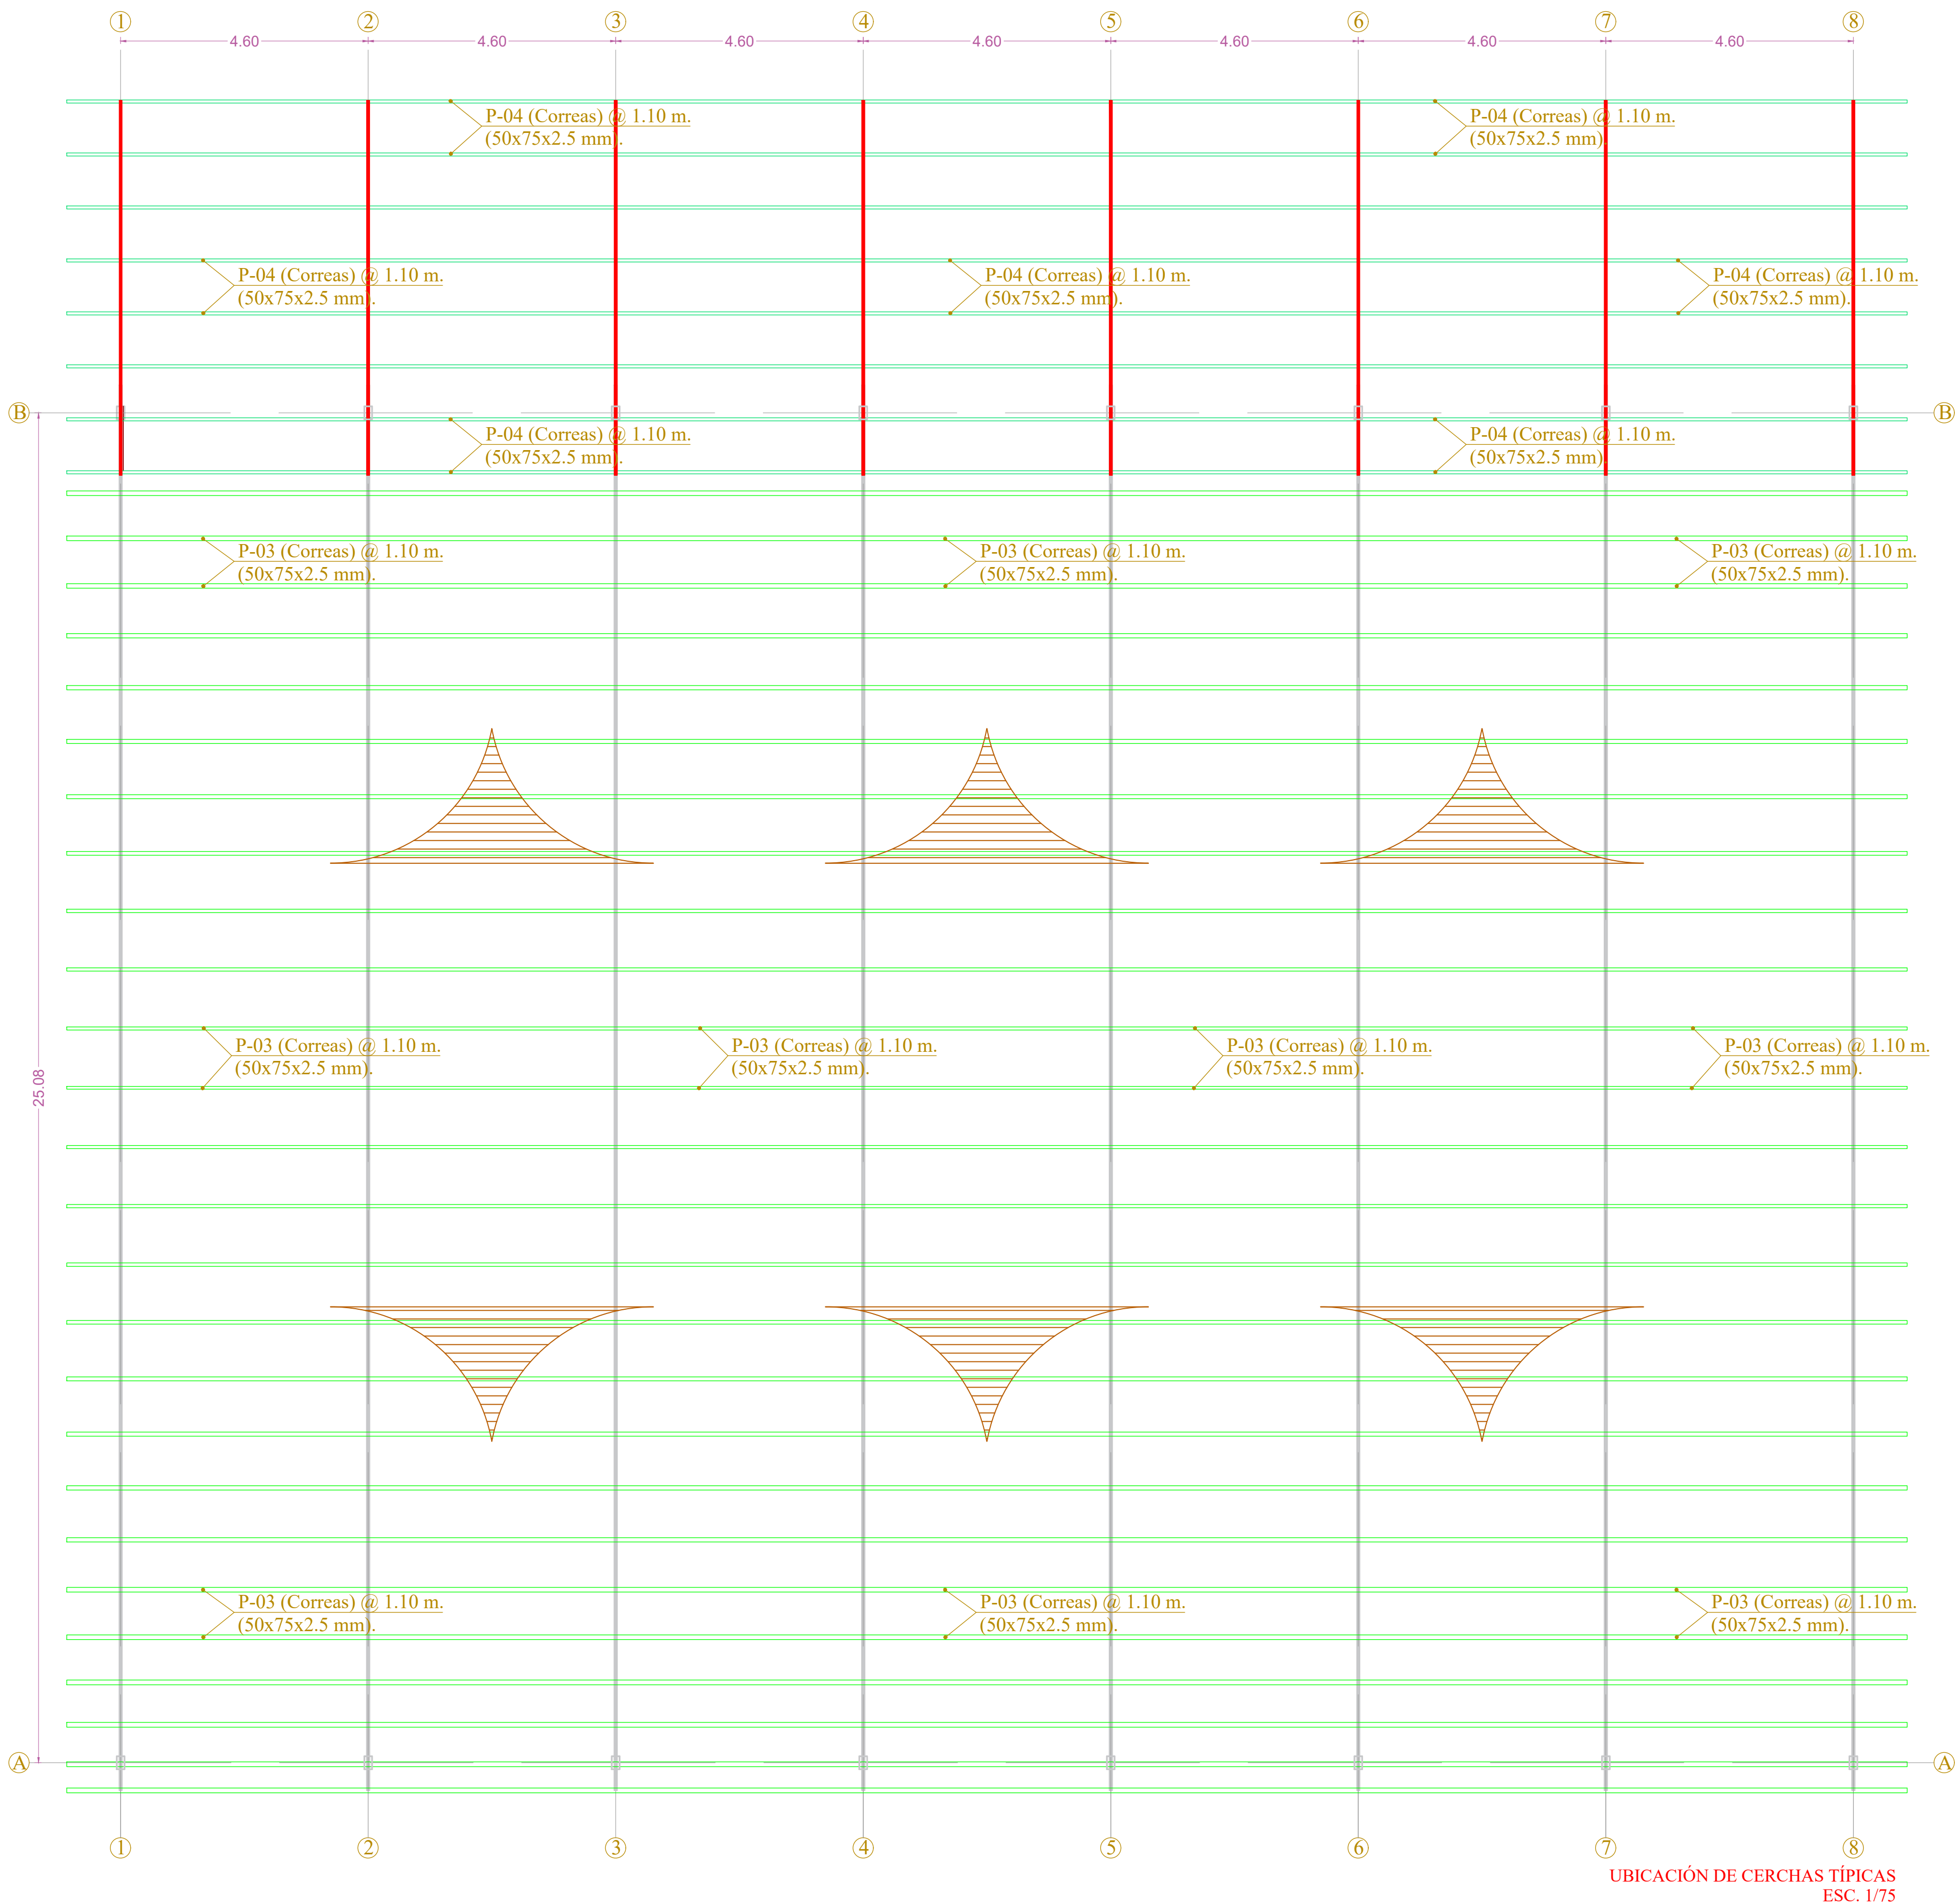 1 2 3 4 5 6 7 8
4.60 4.60 4.60 4.60 4.60 4.60 4.60
P-04 (Correas) @ 1.10 m.
(50x75x2.5 mm).
P-04 (Correas) @ 1.10 m.
(50x75x2.5 mm).
P-04 (Correas) @ 1.10 m.
(50x75x2.5 mm).
P-04 (Correas) @ 1.10 m.
(50x75x2.5 mm).
P-04 (Correas) @ 1.10 m.
(50x75x2.5 mm).
B B
P-04 (Correas) @ 1.10 m.
(50x75x2.5 mm).
P-04 (Correas) @ 1.10 m.
(50x75x2.5 mm).
P-03 (Correas) @ 1.10 m.
(50x75x2.5 mm).
P-03 (Correas) @ 1.10 m.
(50x75x2.5 mm).
P-03 (Correas) @ 1.10 m.
(50x75x2.5 mm).
25.08
P-03 (Correas) @ 1.10 m.
(50x75x2.5 mm).
P-03 (Correas) @ 1.10 m.
(50x75x2.5 mm).
P-03 (Correas) @ 1.10 m.
(50x75x2.5 mm).
P-03 (Correas) @ 1.10 m.
(50x75x2.5 mm).
P-03 (Correas) @ 1.10 m.
(50x75x2.5 mm).
P-03 (Correas) @ 1.10 m.
(50x75x2.5 mm).
P-03 (Correas) @ 1.10 m.
(50x75x2.5 mm).
A A
1 2 3 4 5 6 7 8
UBICACIÓN DE CERCHAS TÍPICAS
ESC. 1/75